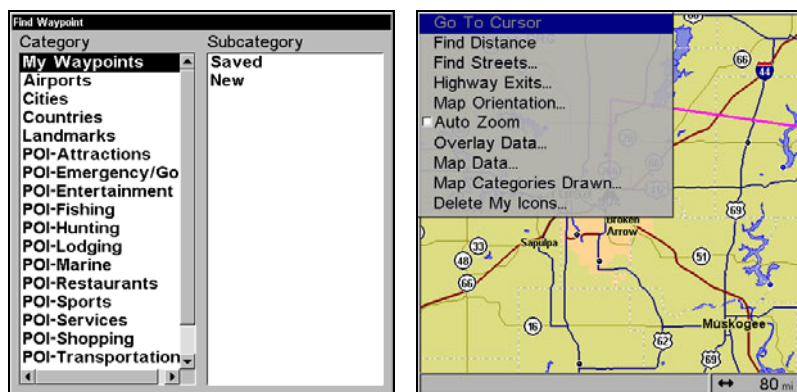 Find Waypoint
Category
Subcategory
My Waypoints
Airports
Cities
Countries
Landmarks
POI-Attractions
POI-Emergency/Go
POI-Entertainment
POI-Fishing
POI-Hunting
POI-Lodging
POI-Marine
POI-Restaurants
POI-Sports
POI-Services
POI-Shopping
POI-Transportation
Saved
New
Go To Cursor
Find Distance
Find Streets...
Highway Exits...
Map Orientation...
Auto Zoom
Overlay Data...
Map Data...
Map Categories Drawn...
Delete My Icons...
60
66
44
69
Broken
Arrow
Sapulpa
33
48
51
66
16
Muskogee
62
69
80 mi